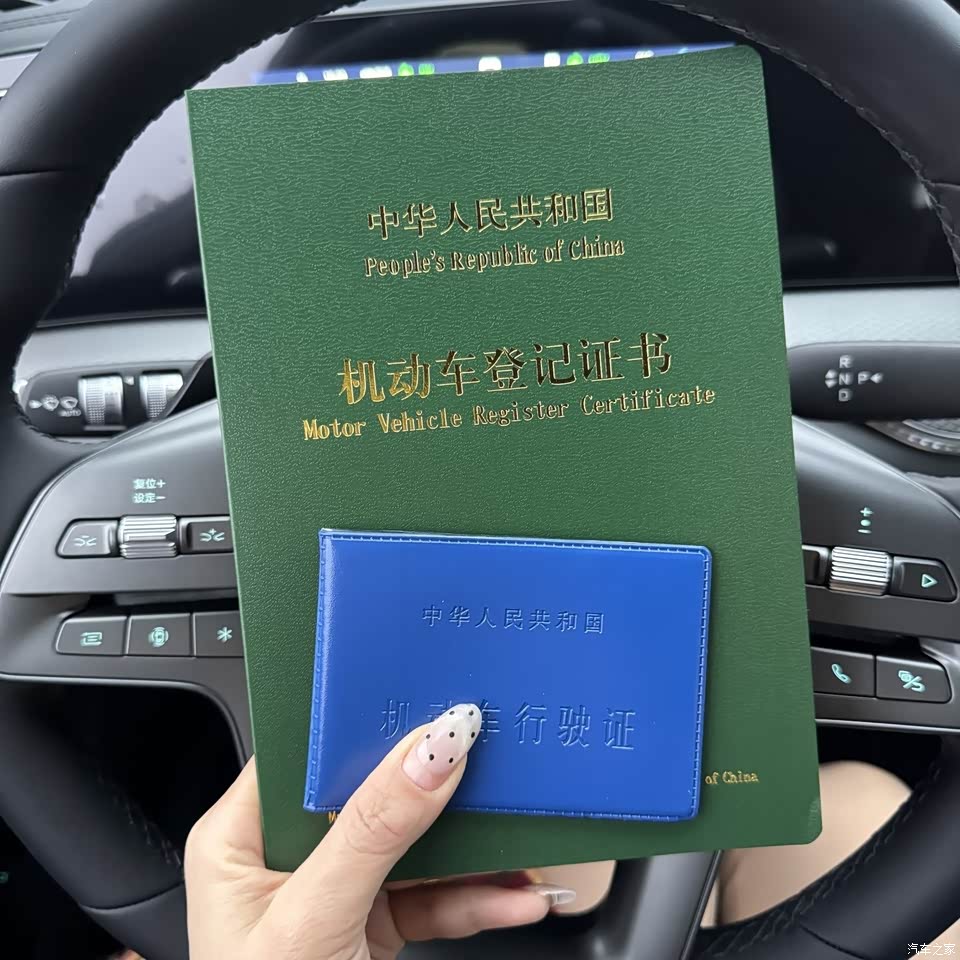 中华人民共和国
People's Republic of China
机动车登记证书
Motor Vehicle Register Certificate
中华人民共和国
机动车行驶证
of China
复位+
设定−
AUTO
R
N P
D
汽车之家